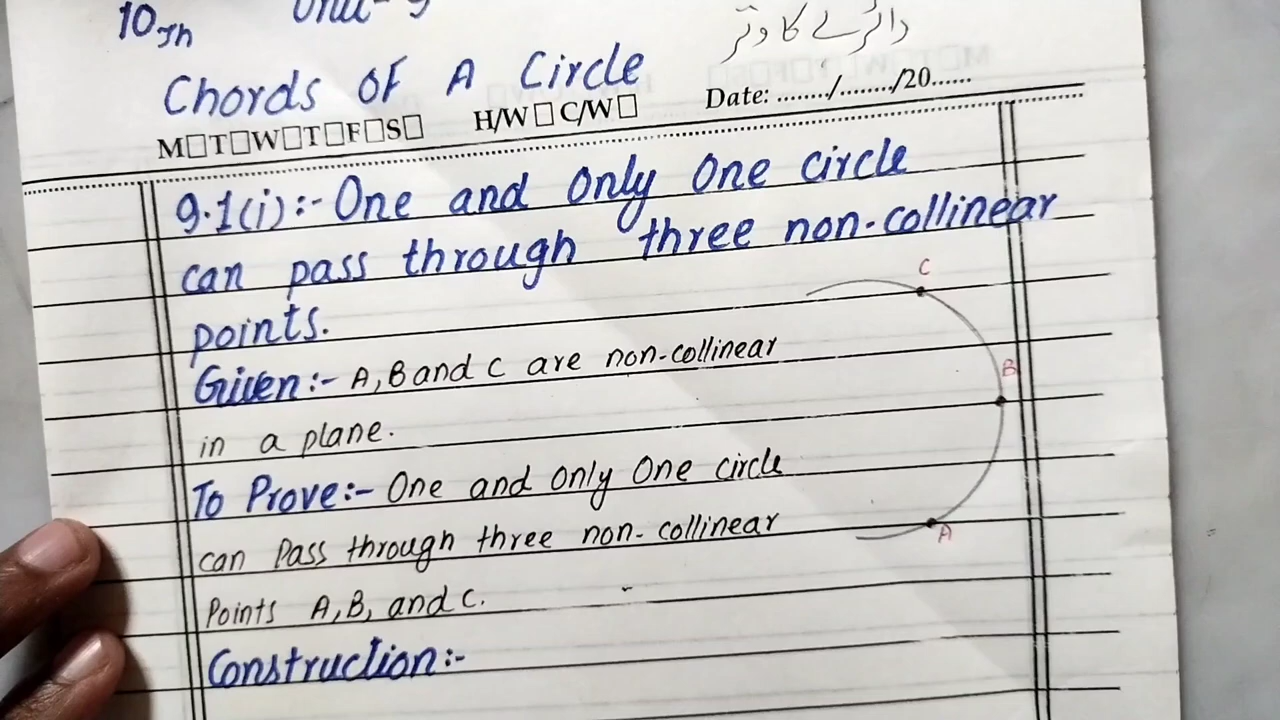 10Th Unit-9
دائرے کا وتر
Chords OF A Circle
M□T□W□T□F□S□ H/W□C/W□ Date: ......./......../20......
9.1(i):- One and Only One circle
can pass through three non-collinear
points.
C
Given:- A, B and C are non-collinear
B
in a plane.
To Prove:- One and Only One circle
can Pass through three non-collinear
A
Points A, B, and C.
Construction:-